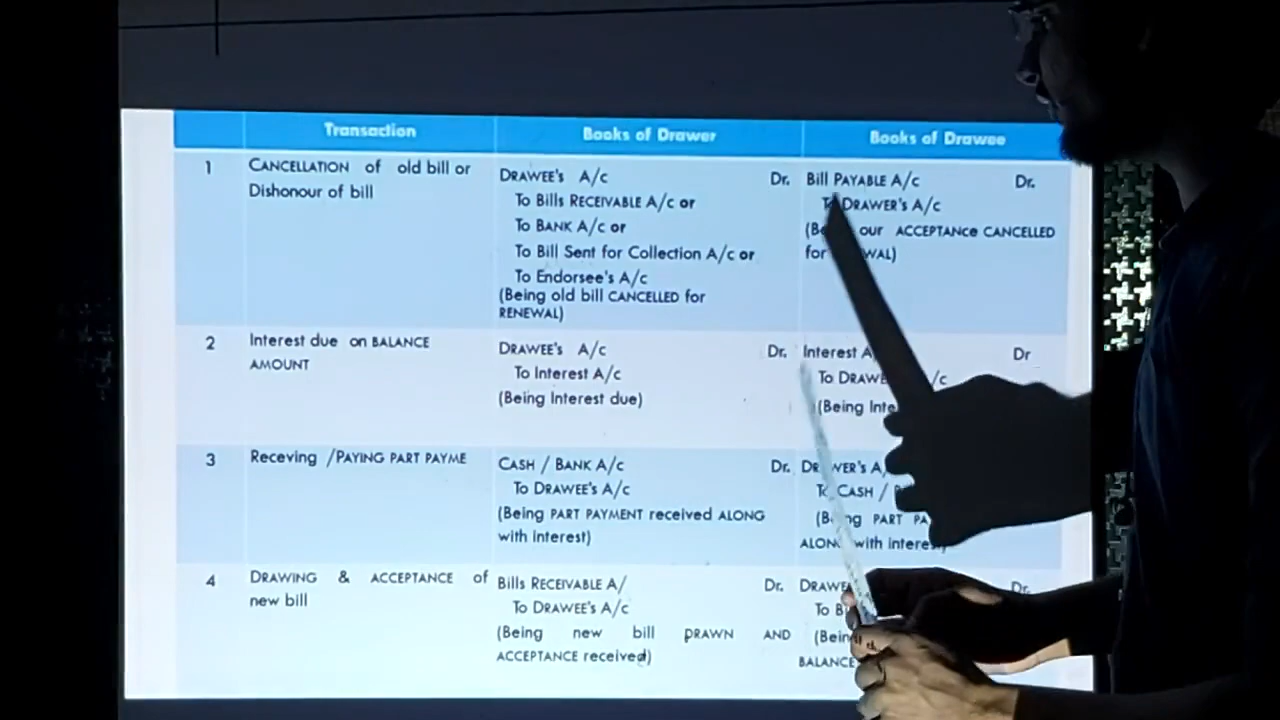 Transaction Books of Drawer Books of Drawee
1 CANCELLATION of old bill or
Dishonour of bill
DRAWEE'S A/c Dr.
To Bills RECEIVABLE A/c or
To BANK A/c or
To Bill Sent for Collection A/c or
To Endorsee's A/c
(Being old bill CANCELLED for
RENEWAL)
Bill PAYABLE A/c Dr.
DRAWER'S A/c
our ACCEPTANCE CANCELLED
for
2 Interest due on BALANCE
AMOUNT
DRAWEE'S A/c Dr.
To Interest A/c
(Being Interest due)
Interest Dr
To
(Being
3 Receving /PAYING PART PAYME
CASH / BANK A/c Dr.
To DRAWEE'S A/c
(Being PART PAYMENT received ALONG
with interest)
To CASH /
PART
with
4 DRAWING & ACCEPTANCE of
new bill
Bills RECEIVABLE A/ Dr.
To DRAWEE'S A/c
(Being new bill PRAWN AND
ACCEPTANCE received)
Dr.
To
BALANCE